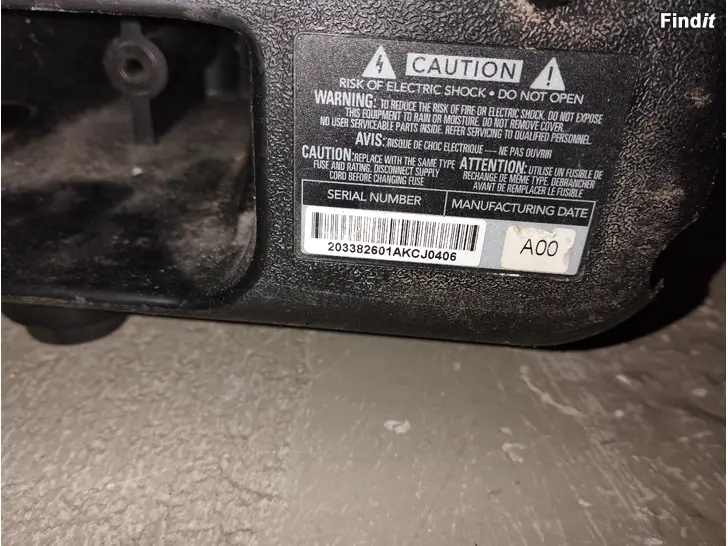 Findit
CAUTION
RISK OF ELECTRIC SHOCK • DO NOT OPEN
WARNING: TO REDUCE THE RISK OF FIRE OR ELECTRIC SHOCK, DO NOT EXPOSE
THIS EQUIPMENT TO RAIN OR MOISTURE. DO NOT REMOVE COVER.
NO USER SERVICEABLE PARTS INSIDE. REFER SERVICING TO QUALIFIED PERSONNEL.
AVIS: RISQUE DE CHOC ELECTRIQUE — NE PAS OUVRIR
CAUTION: REPLACE WITH THE SAME TYPE
FUSE AND RATING. DISCONNECT SUPPLY
CORD BEFORE CHANGING FUSE
ATTENTION: UTILISE UN FUSIBLE DE
RECHANGE DE MÊME TYPE. DEBRANCHER
AVANT DE REMPLACER LE FUSIBLE
SERIAL NUMBER
MANUFACTURING DATE
203382601AKCJ0406
A00